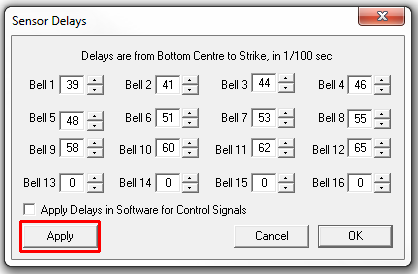 Sensor Delays
Delays are from Bottom Centre to Strike, in 1/100 sec
Bell 1 39 Bell 2 41 Bell 3 44 Bell 4 46
Bell 5 48 Bell 6 51 Bell 7 53 Bell 8 55
Bell 9 58 Bell 10 60 Bell 11 62 Bell 12 65
Bell 13 0 Bell 14 0 Bell 15 0 Bell 16 0
Apply Delays in Software for Control Signals
Apply Cancel OK